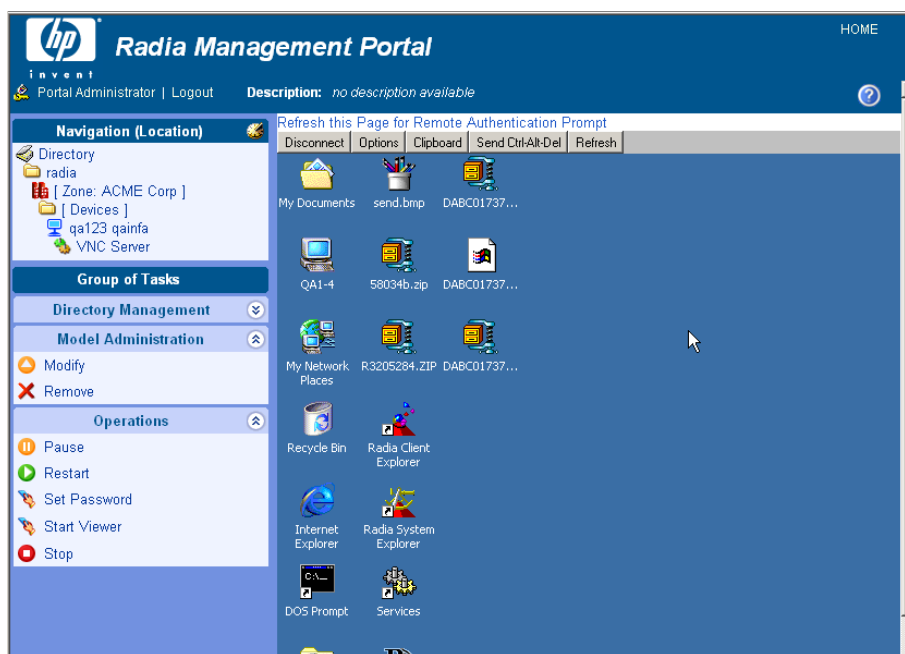 HOME
hp
Radia Management Portal
invent
Portal Administrator | Logout
Description: no description available
?
Navigation (Location)
Directory
radia
[ Zone: ACME Corp ]
[ Devices ]
qa123 qainfa
VNC Server
Group of Tasks
Directory Management
Model Administration
Modify
Remove
Operations
Pause
Restart
Set Password
Start Viewer
Stop
Refresh this Page for Remote Authentication Prompt
Disconnect Options Clipboard Send Ctrl-Alt-Del Refresh
My Documents send.bmp DABC01737...
QA1-4 58034b.zip DABC01737...
My Network R3205284.ZIP DABC01737...
Places
Recycle Bin Radia Client
Explorer
Internet Radia System
Explorer Explorer
C:\_
DOS Prompt Services